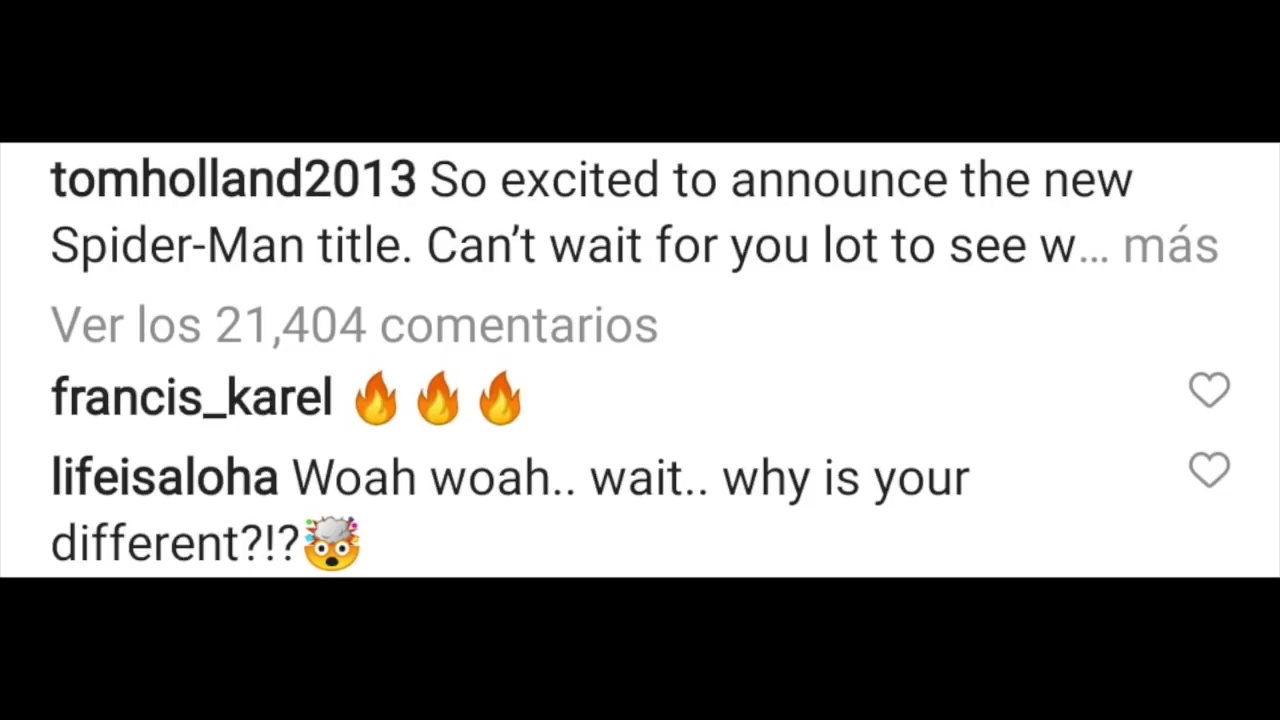 tomholland2013 So excited to announce the new
Spider-Man title. Can't wait for you lot to see w... más
Ver los 21,404 comentarios
francis_karel 🔥🔥🔥
lifeisaloha Woah woah.. wait.. why is your
different?!?🤯